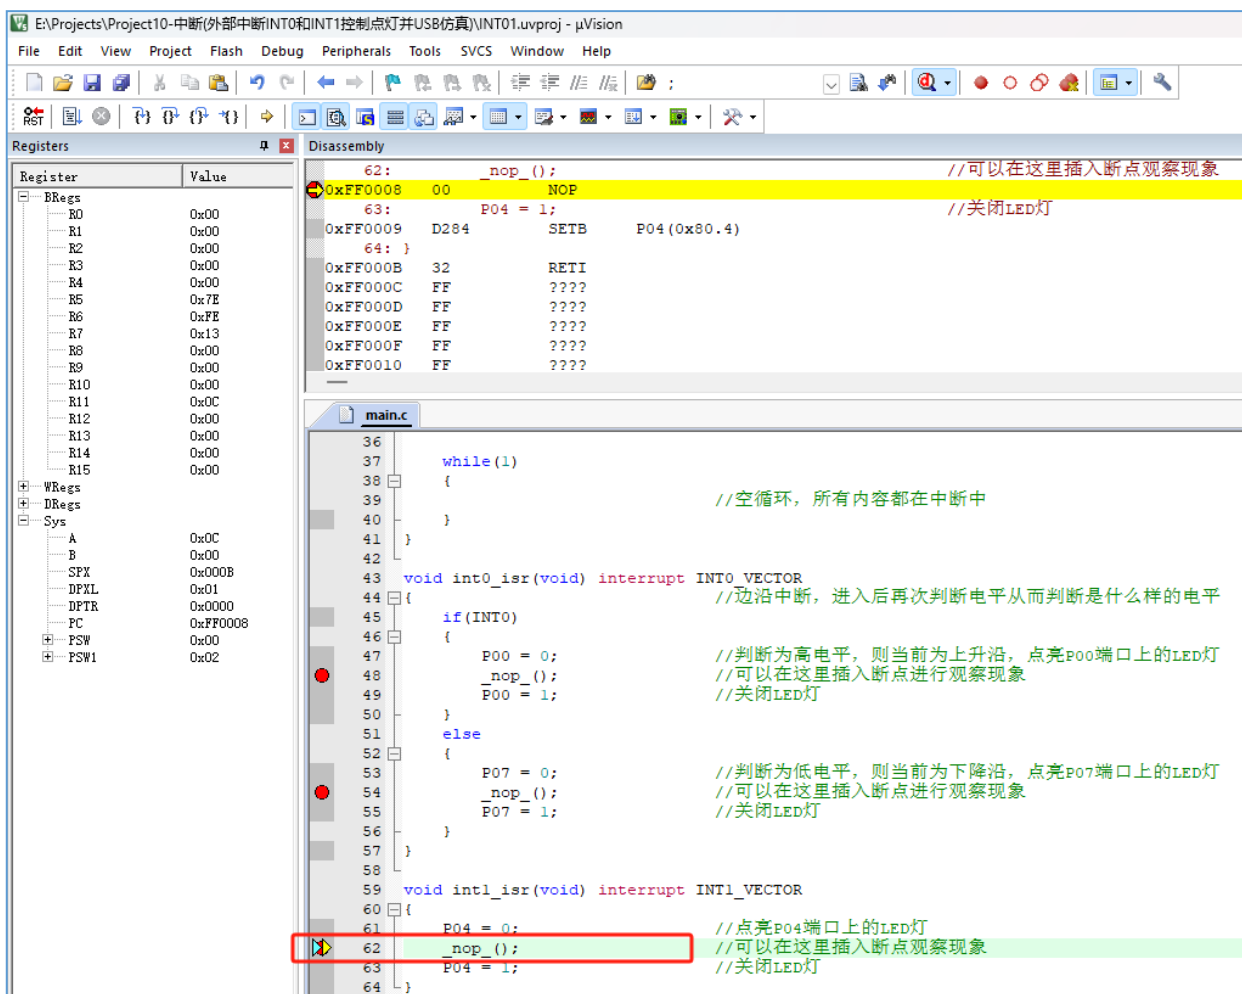 E:\Projects\Project10-中断(外部中断INT0和INT1控制点灯并USB仿真)\INT01.uvproj - µVision
File Edit View Project Flash Debug Peripherals Tools SVCS Window Help
RST
Registers
Register Value
BRegs
R0 0x00
R1 0x00
R2 0x00
R3 0x00
R4 0x00
R5 0x7E
R6 0xFE
R7 0x13
R8 0x00
R9 0x00
R10 0x00
R11 0x0C
R12 0x00
R13 0x00
R14 0x00
R15 0x00
WRegs
DRegs
Sys
A 0x0C
B 0x00
SPX 0x000B
DPXL 0x01
DPTR 0x0000
PC 0xFF0008
PSW 0x00
PSW1 0x02
Disassembly
62: _nop_(); //可以在这里插入断点观察现象
0xFF0008 00 NOP
63: P04 = 1; //关闭LED灯
0xFF0009 D284 SETB P04(0x80.4)
64: }
0xFF000B 32 RETI
0xFF000C FF ????
0xFF000D FF ????
0xFF000E FF ????
0xFF000F FF ????
0xFF0010 FF ????
main.c
36
37 while(1)
38 {
39 //空循环，所有内容都在中断中
40 }
41 }
42
43 void int0_isr(void) interrupt INT0_VECTOR
44 { //边沿中断，进入后再次判断电平从而判断是什么样的电平
45 if(INT0)
46 {
47 P00 = 0; //判断为高电平，则当前为上升沿，点亮P00端口上的LED灯
48 _nop_(); //可以在这里插入断点进行观察现象
49 P00 = 1; //关闭LED灯
50 }
51 else
52 {
53 P07 = 0; //判断为低电平，则当前为下降沿，点亮P07端口上的LED灯
54 _nop_(); //可以在这里插入断点进行观察现象
55 P07 = 1; //关闭LED灯
56 }
57 }
58
59 void int1_isr(void) interrupt INT1_VECTOR
60 {
61 P04 = 0; //点亮P04端口上的LED灯
62 _nop_(); //可以在这里插入断点观察现象
63 P04 = 1; //关闭LED灯
64 }